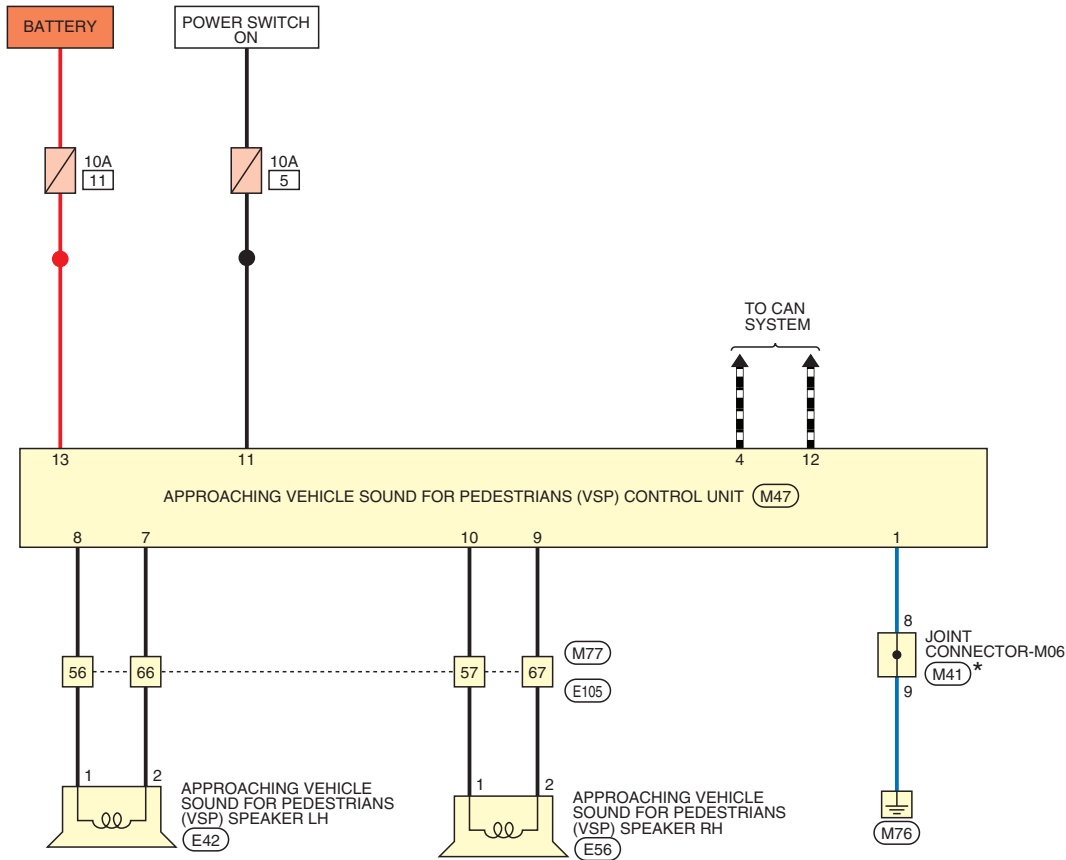 BATTERY
POWER SWITCH
ON
10A
11
10A
5
TO CAN
SYSTEM
13
11
4
12
APPROACHING VEHICLE SOUND FOR PEDESTRIANS (VSP) CONTROL UNIT
M47
8
7
10
9
1
8
JOINT
CONNECTOR-M06
M41 *
9
56
66
57
67
M77
E105
1
2
APPROACHING VEHICLE
SOUND FOR PEDESTRIANS
(VSP) SPEAKER LH
E42
1
2
APPROACHING VEHICLE
SOUND FOR PEDESTRIANS
(VSP) SPEAKER RH
E56
M76